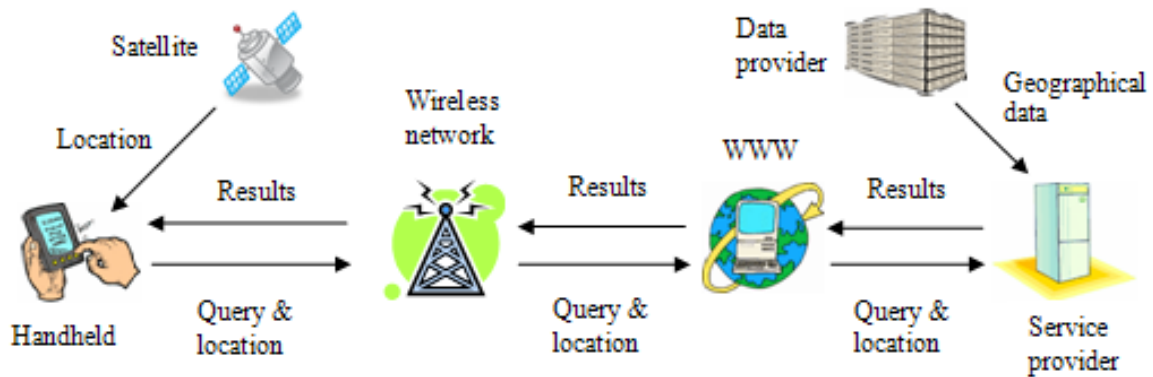 Satellite
Data
provider
Geographical
data
Wireless
network
Location
WWW
Results
Results
Results
Query &
location
Query &
location
Query &
location
Handheld
Service
provider